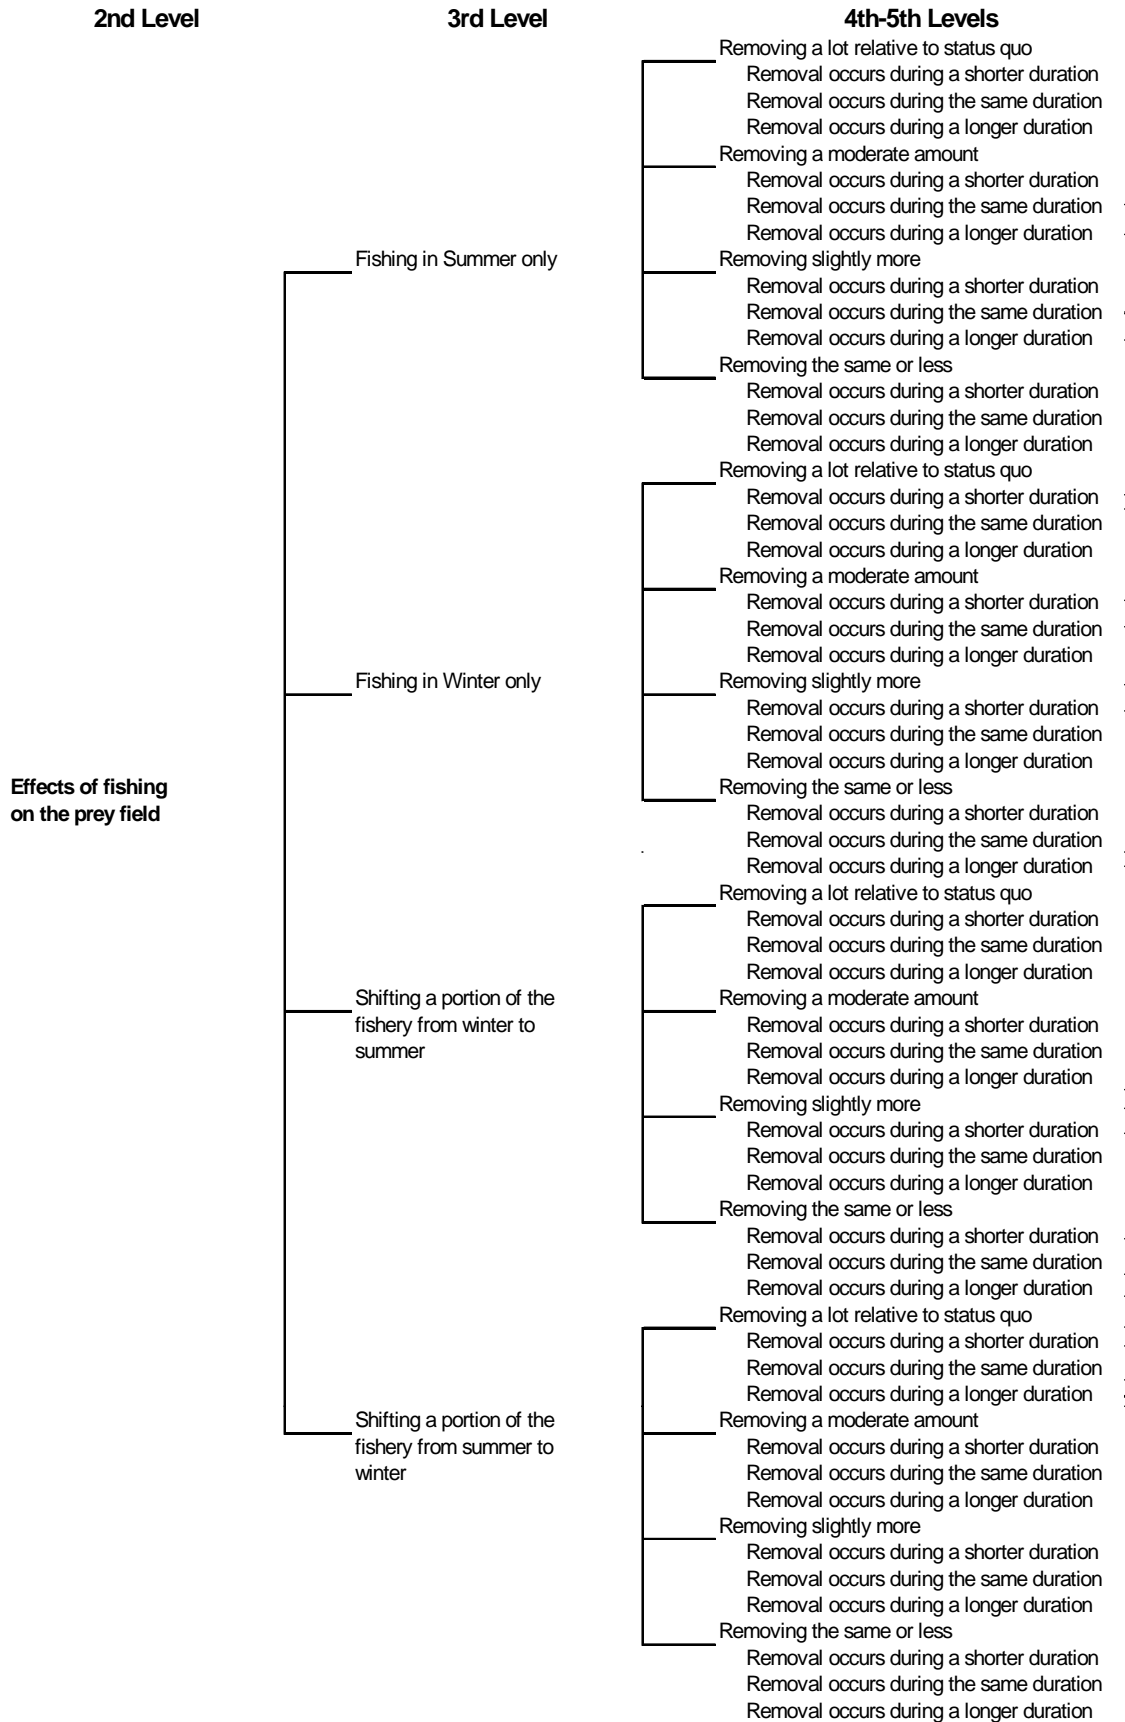 2nd Level 3rd Level 4th-5th Levels
Removing a lot relative to status quo
Removal occurs during a shorter duration
Removal occurs during the same duration
Removal occurs during a longer duration
Removing a moderate amount
Removal occurs during a shorter duration
Removal occurs during the same duration
Removal occurs during a longer duration
Fishing in Summer only Removing slightly more
Removal occurs during a shorter duration
Removal occurs during the same duration
Removal occurs during a longer duration
Removing the same or less
Removal occurs during a shorter duration
Removal occurs during the same duration
Removal occurs during a longer duration
Removing a lot relative to status quo
Removal occurs during a shorter duration
Removal occurs during the same duration
Removal occurs during a longer duration
Removing a moderate amount
Removal occurs during a shorter duration
Removal occurs during the same duration
Removal occurs during a longer duration
Fishing in Winter only Removing slightly more
Removal occurs during a shorter duration
Removal occurs during the same duration
Removal occurs during a longer duration
Effects of fishing Removing the same or less
on the prey field Removal occurs during a shorter duration
Removal occurs during the same duration
Removal occurs during a longer duration
Removing a lot relative to status quo
Removal occurs during a shorter duration
Removal occurs during the same duration
Removal occurs during a longer duration
Shifting a portion of the Removing a moderate amount
fishery from winter to Removal occurs during a shorter duration
summer Removal occurs during the same duration
Removal occurs during a longer duration
Removing slightly more
Removal occurs during a shorter duration
Removal occurs during the same duration
Removal occurs during a longer duration
Removing the same or less
Removal occurs during a shorter duration
Removal occurs during the same duration
Removal occurs during a longer duration
Removing a lot relative to status quo
Removal occurs during a shorter duration
Removal occurs during the same duration
Removal occurs during a longer duration
Shifting a portion of the Removing a moderate amount
fishery from summer to Removal occurs during a shorter duration
winter Removal occurs during the same duration
Removal occurs during a longer duration
Removing slightly more
Removal occurs during a shorter duration
Removal occurs during the same duration
Removal occurs during a longer duration
Removing the same or less
Removal occurs during a shorter duration
Removal occurs during the same duration
Removal occurs during a longer duration